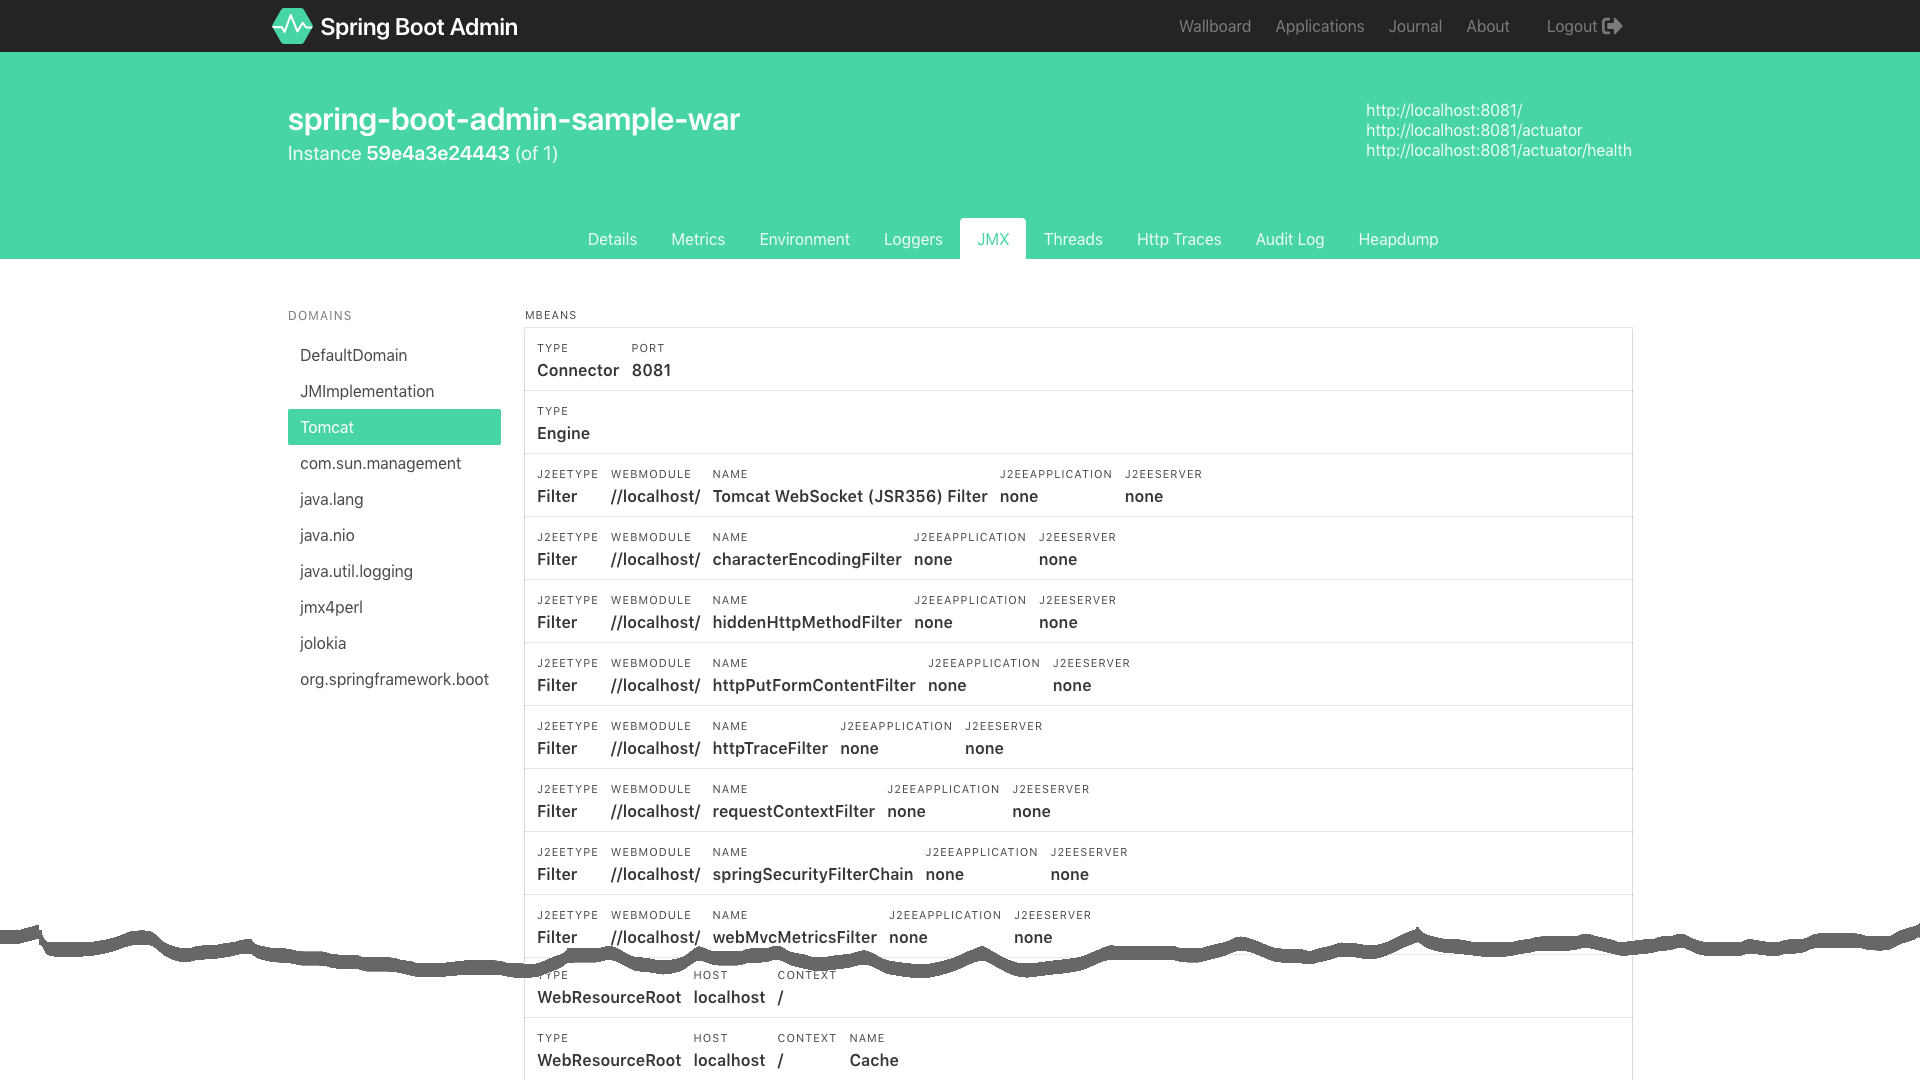 Spring Boot Admin
Wallboard Applications Journal About Logout
spring-boot-admin-sample-war
Instance 59e4a3e24443 (of 1)
http://localhost:8081/
http://localhost:8081/actuator
http://localhost:8081/actuator/health
Details Metrics Environment Loggers JMX Threads Http Traces Audit Log Heapdump
DOMAINS
DefaultDomain
JMImplementation
Tomcat
com.sun.management
java.lang
java.nio
java.util.logging
jmx4perl
jolokia
org.springframework.boot
MBEANS
TYPE PORT
Connector 8081
TYPE
Engine
J2EETYPE WEBMODULE NAME J2EEAPPLICATION J2EESERVER
Filter //localhost/ Tomcat WebSocket (JSR356) Filter none none
J2EETYPE WEBMODULE NAME J2EEAPPLICATION J2EESERVER
Filter //localhost/ characterEncodingFilter none none
J2EETYPE WEBMODULE NAME J2EEAPPLICATION J2EESERVER
Filter //localhost/ hiddenHttpMethodFilter none none
J2EETYPE WEBMODULE NAME J2EEAPPLICATION J2EESERVER
Filter //localhost/ httpPutFormContentFilter none none
J2EETYPE WEBMODULE NAME J2EEAPPLICATION J2EESERVER
Filter //localhost/ httpTraceFilter none none
J2EETYPE WEBMODULE NAME J2EEAPPLICATION J2EESERVER
Filter //localhost/ requestContextFilter none none
J2EETYPE WEBMODULE NAME J2EEAPPLICATION J2EESERVER
Filter //localhost/ springSecurityFilterChain none none
J2EETYPE WEBMODULE NAME J2EEAPPLICATION J2EESERVER
Filter //localhost/ webMvcMetricsFilter none none
TYPE HOST CONTEXT
WebResourceRoot localhost /
TYPE HOST CONTEXT NAME
WebResourceRoot localhost / Cache